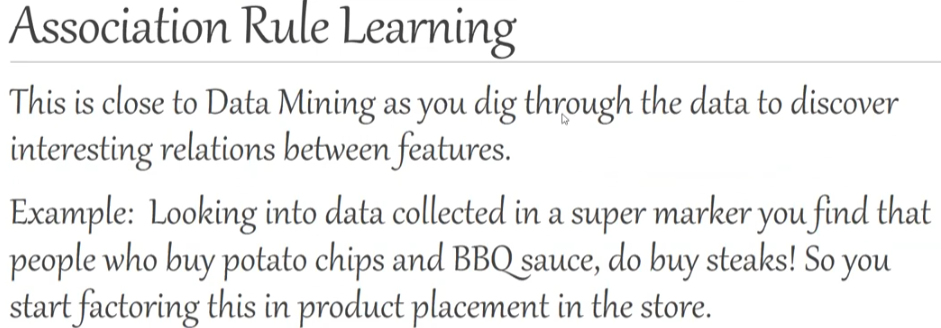 Association Rule Learning
This is close to Data Mining as you dig through the data to discover
interesting relations between features.
Example:  Looking into data collected in a super marker you find that
people who buy potato chips and BBQ sauce, do buy steaks! So you
start factoring this in product placement in the store.